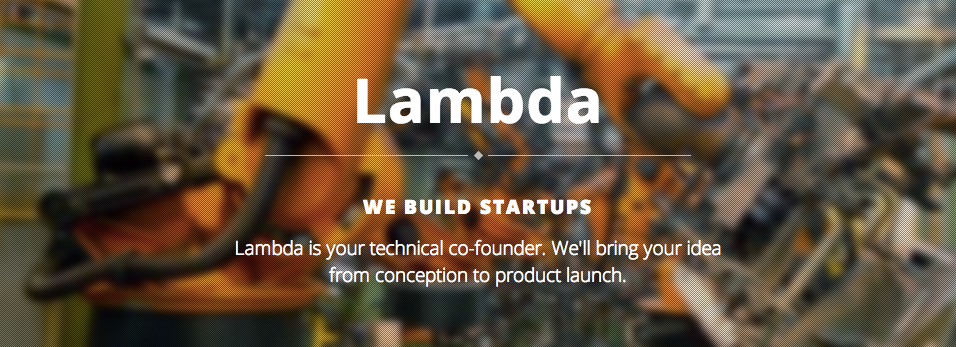 Lambda
WE BUILD STARTUPS
Lambda is your technical co-founder. We'll bring your idea
from conception to product launch.